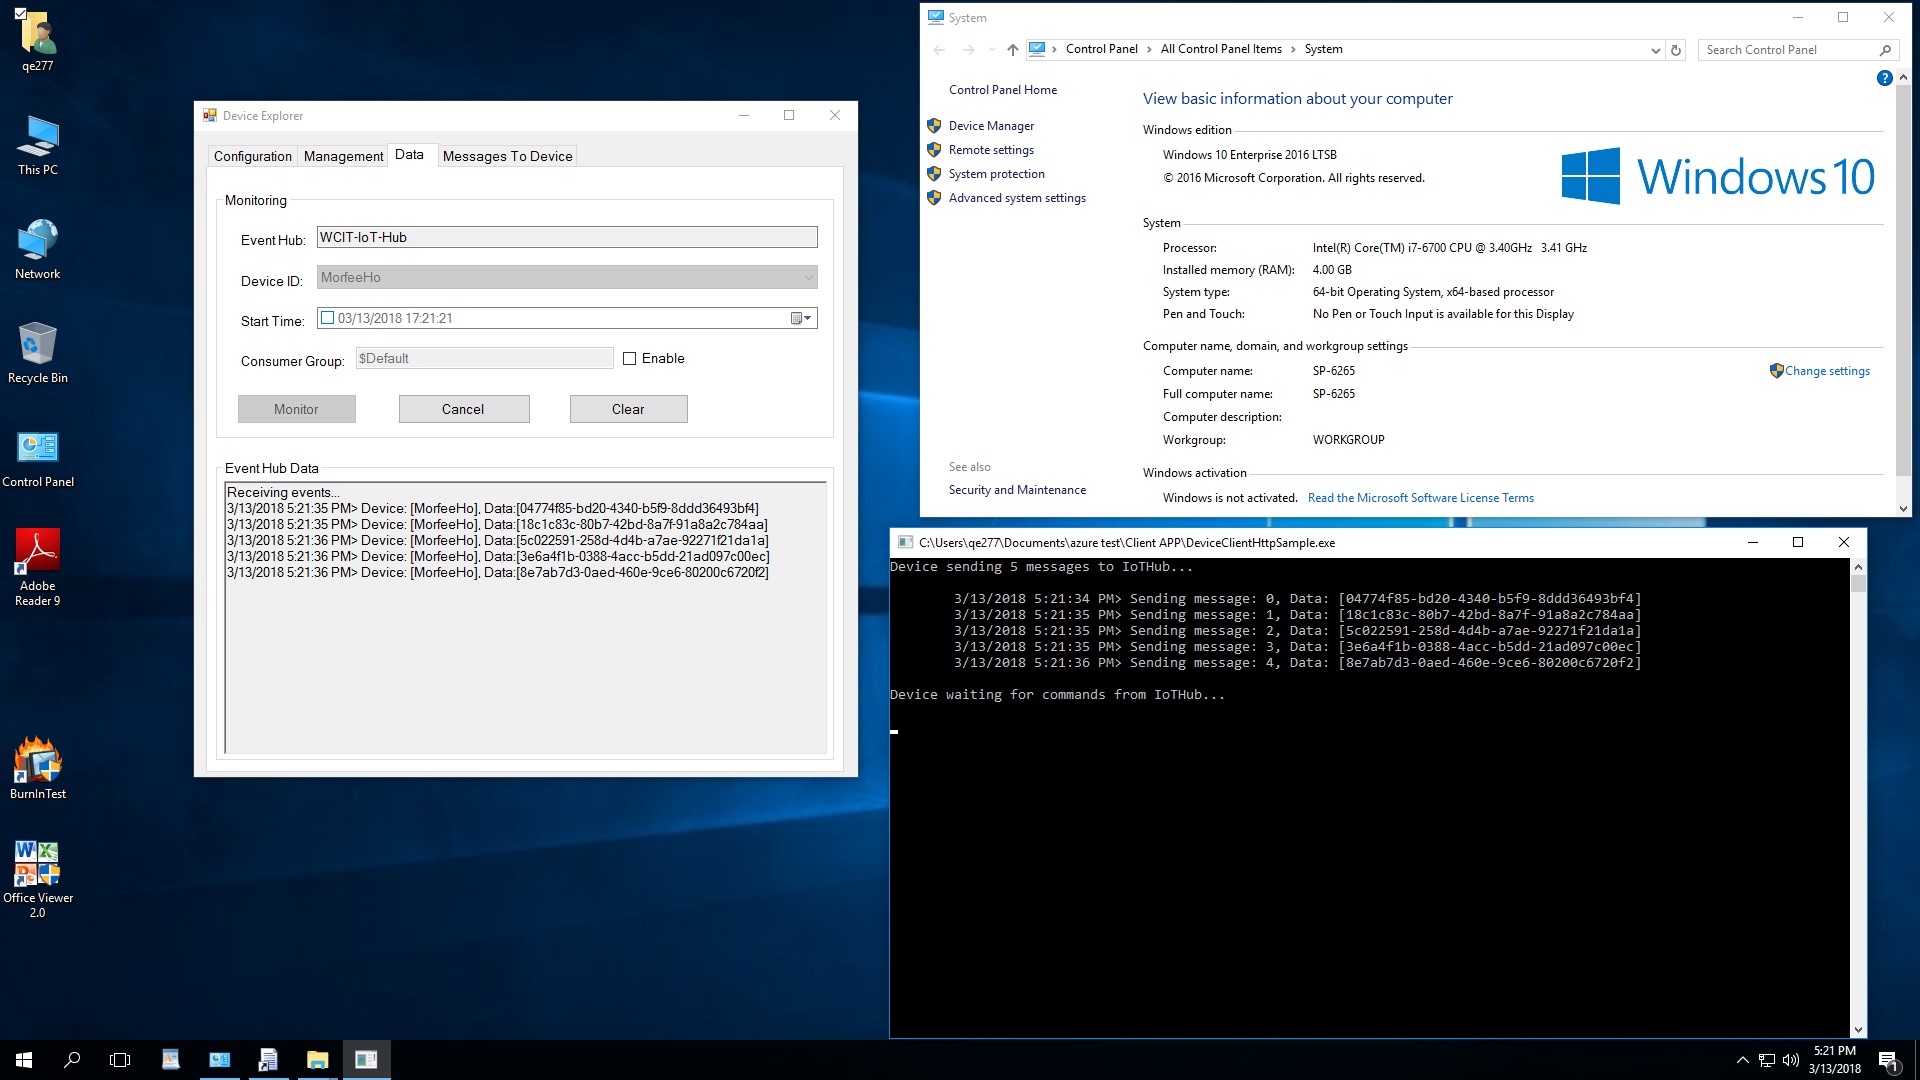 qe277
This PC
Network
Recycle Bin
Control Panel
Adobe
Reader 9
BurnInTest
Office Viewer
2.0
Device Explorer
Configuration
Management
Data
Messages To Device
Monitoring
Event Hub: WCIT-IoT-Hub
Device ID: MorfeeHo
Start Time: 03/13/2018 17:21:21
Consumer Group: $Default Enable
Monitor
Cancel
Clear
Event Hub Data
Receiving events...
3/13/2018 5:21:35 PM> Device: [MorfeeHo], Data:[04774f85-bd20-4340-b5f9-8ddd36493bf4]
3/13/2018 5:21:35 PM> Device: [MorfeeHo], Data:[18c1c83c-80b7-42bd-8a7f-91a8a2c784aa]
3/13/2018 5:21:36 PM> Device: [MorfeeHo], Data:[5c022591-258d-4d4b-a7ae-92271f21da1a]
3/13/2018 5:21:36 PM> Device: [MorfeeHo], Data:[3e6a4f1b-0388-4acc-b5dd-21ad097c00ec]
3/13/2018 5:21:36 PM> Device: [MorfeeHo], Data:[8e7ab7d3-0aed-460e-9ce6-80200c6720f2]
System
Control Panel > All Control Panel Items > System
Search Control Panel
Control Panel Home
Device Manager
Remote settings
System protection
Advanced system settings
See also
Security and Maintenance
View basic information about your computer
Windows edition
Windows 10 Enterprise 2016 LTSB
© 2016 Microsoft Corporation. All rights reserved.
Windows 10
System
Processor: Intel(R) Core(TM) i7-6700 CPU @ 3.40GHz 3.41 GHz
Installed memory (RAM): 4.00 GB
System type: 64-bit Operating System, x64-based processor
Pen and Touch: No Pen or Touch Input is available for this Display
Computer name, domain, and workgroup settings
Computer name: SP-6265
Change settings
Full computer name: SP-6265
Computer description:
Workgroup: WORKGROUP
Windows activation
Windows is not activated. Read the Microsoft Software License Terms
C:\Users\qe277\Documents\azure test\Client APP\DeviceClientHttpSample.exe
Device sending 5 messages to IoTHub...
3/13/2018 5:21:34 PM> Sending message: 0, Data: [04774f85-bd20-4340-b5f9-8ddd36493bf4]
3/13/2018 5:21:35 PM> Sending message: 1, Data: [18c1c83c-80b7-42bd-8a7f-91a8a2c784aa]
3/13/2018 5:21:35 PM> Sending message: 2, Data: [5c022591-258d-4d4b-a7ae-92271f21da1a]
3/13/2018 5:21:35 PM> Sending message: 3, Data: [3e6a4f1b-0388-4acc-b5dd-21ad097c00ec]
3/13/2018 5:21:36 PM> Sending message: 4, Data: [8e7ab7d3-0aed-460e-9ce6-80200c6720f2]
Device waiting for commands from IoTHub...
5:21 PM
3/13/2018
1